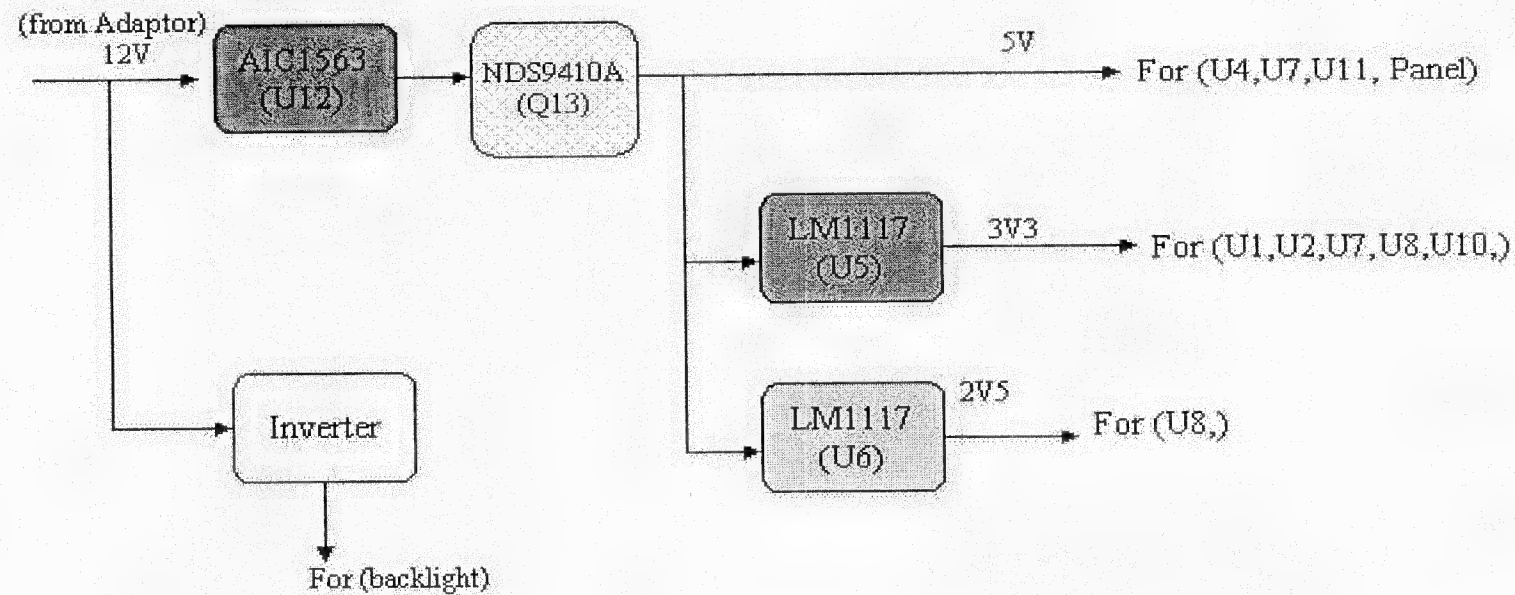 (from Adaptor)
12V
AIC1563
(U12)
NDS9410A
(Q13)
5V
For (U4,U7,U11, Panel)
LM1117
(U5)
3V3
For (U1,U2,U7,U8,U10,)
Inverter
LM1117
(U6)
2V5
For (U8,)
For (backlight)